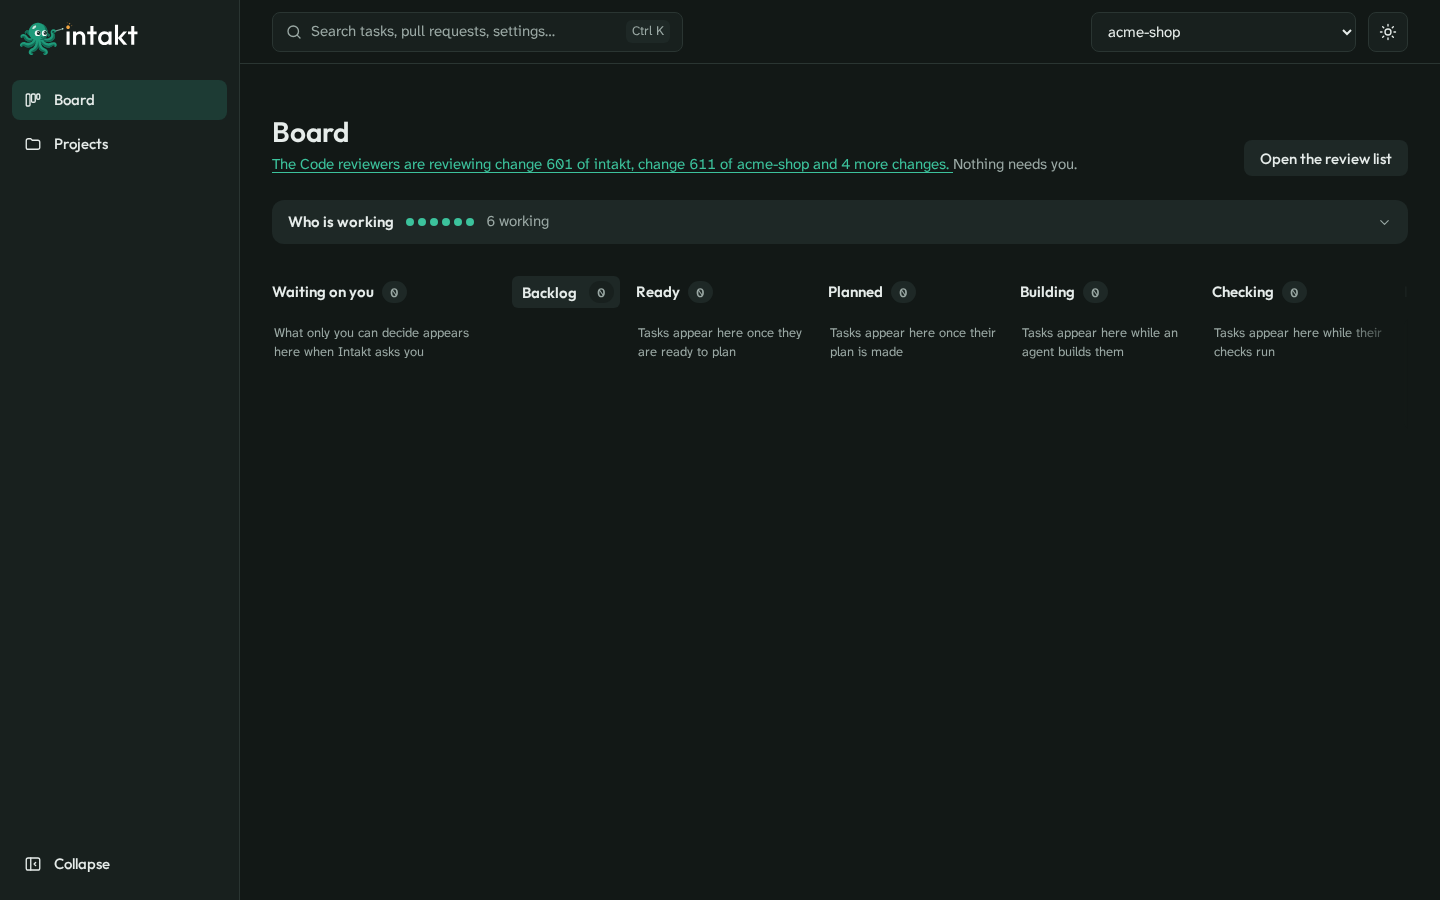 intakt
Search tasks, pull requests, settings...
Ctrl K
acme-shop
Board
Projects
Board
The Code reviewers are reviewing change 601 of intakt, change 611 of acme-shop and 4 more changes. Nothing needs you.
Open the review list
Who is working
6 working
Waiting on you 0
Backlog 0
Ready 0
Planned 0
Building 0
Checking 0
What only you can decide appears
here when Intakt asks you
Tasks appear here once they
are ready to plan
Tasks appear here once their
plan is made
Tasks appear here while an
agent builds them
Tasks appear here while their
checks run
Collapse